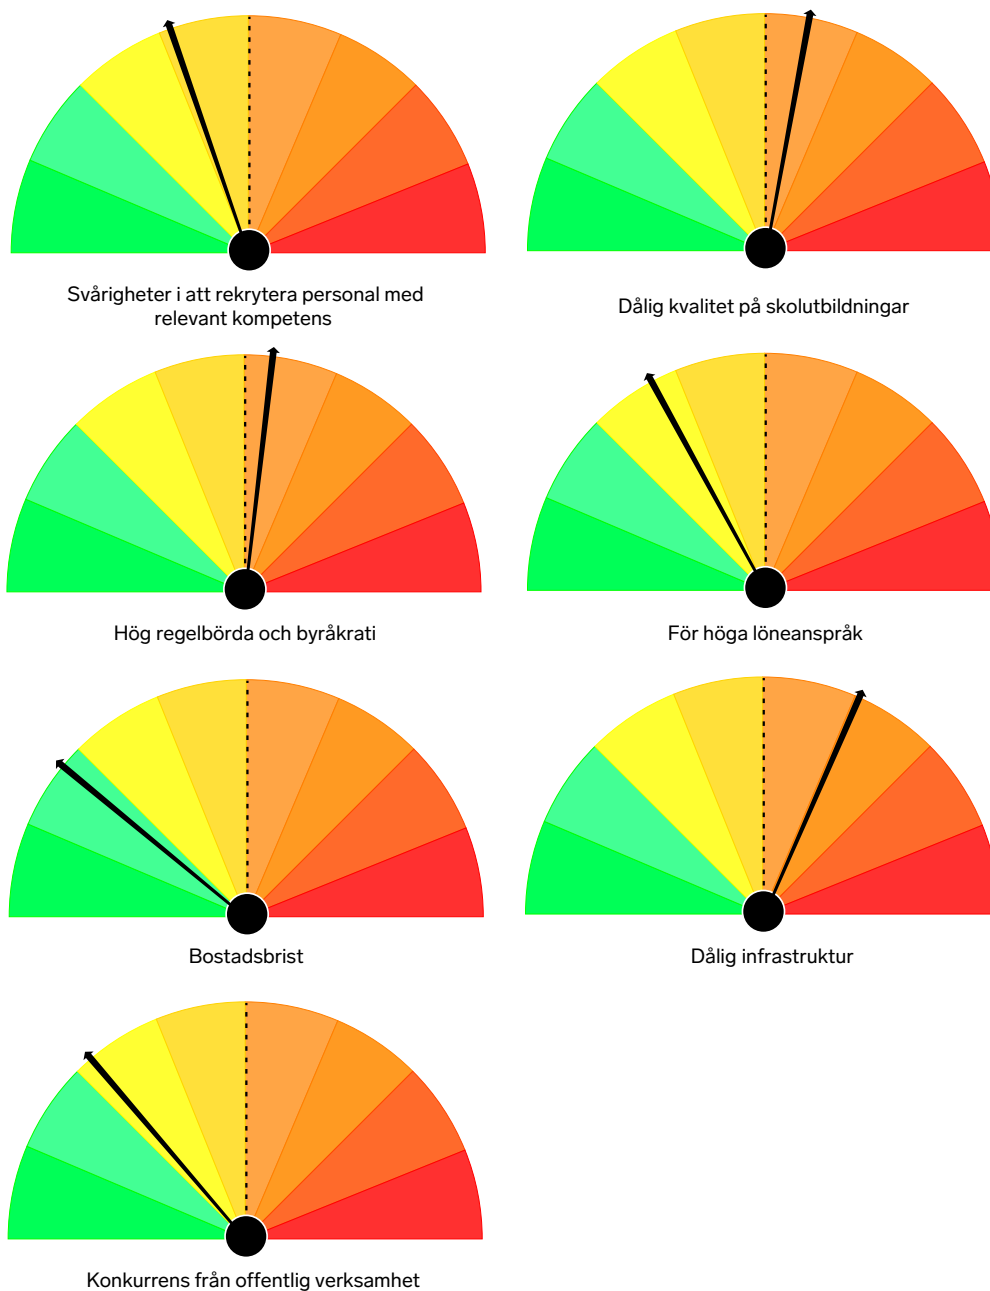 Svårigheter i att rekrytera personal med
relevant kompetens
Dålig kvalitet på skolutbildningar
Hög regelbörda och byråkrati
För höga löneanspråk
Bostadsbrist
Dålig infrastruktur
Konkurrens från offentlig verksamhet